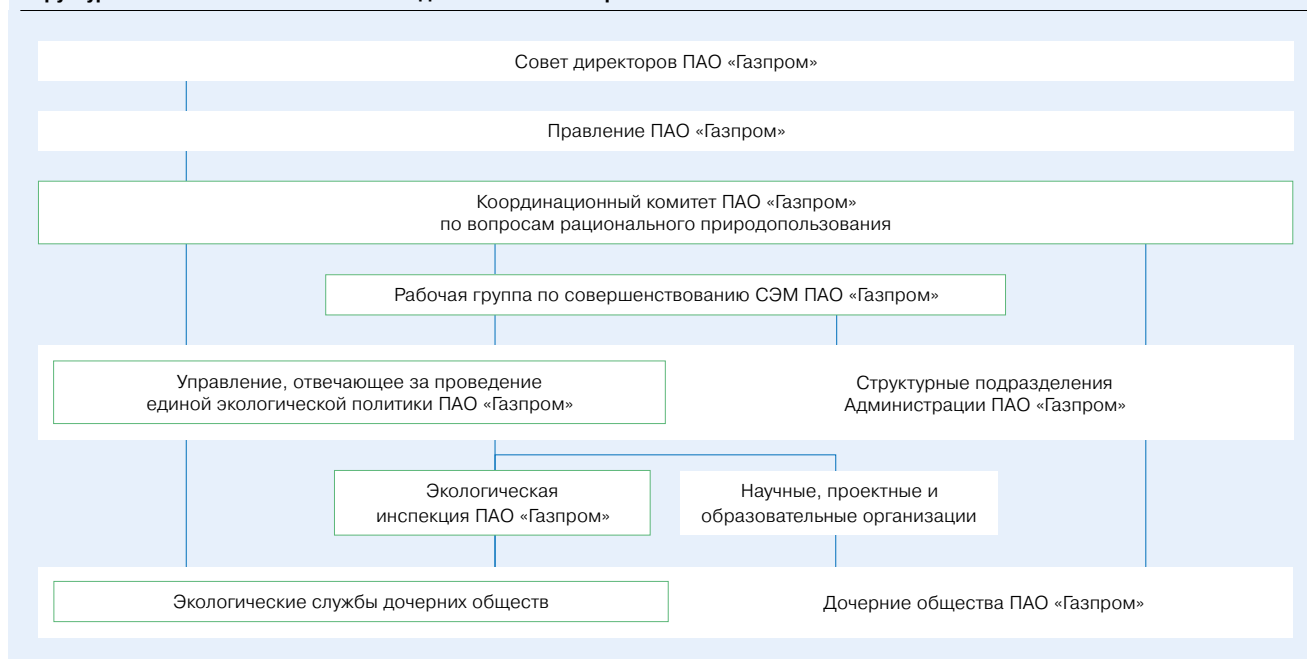 Совет директоров ПАО «Газпром»
Правление ПАО «Газпром»
Координационный комитет ПАО «Газпром»
по вопросам рационального природопользования
Рабочая группа по совершенствованию СЭМ ПАО «Газпром»
Управление, отвечающее за проведение
единой экологической политики ПАО «Газпром»
Структурные подразделения
Администрации ПАО «Газпром»
Экологическая
инспекция ПАО «Газпром»
Научные, проектные и
образовательные организации
Экологические службы дочерних обществ
Дочерние общества ПАО «Газпром»